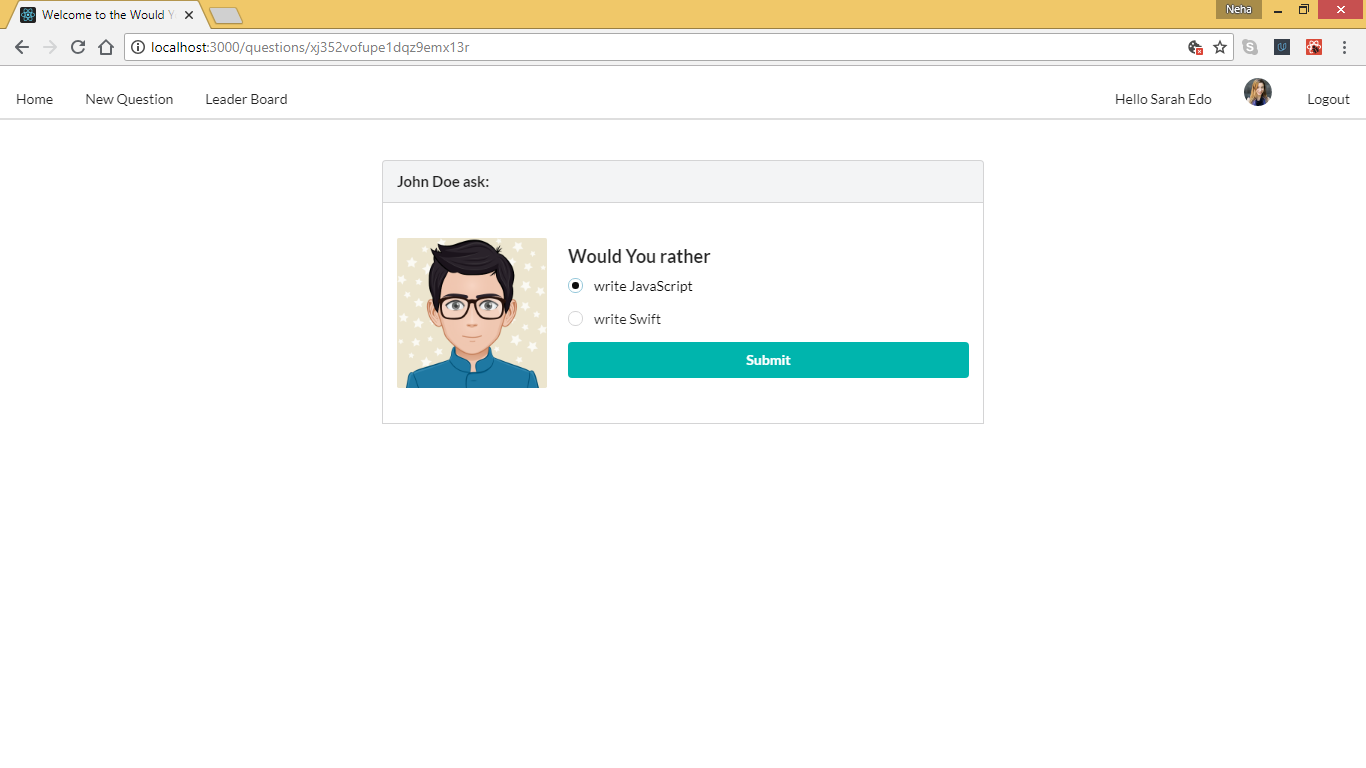 Welcome to the Would Y
Neha
localhost:3000/questions/xj352vofupe1dqz9emx13r
Home New Question Leader Board Hello Sarah Edo Logout
John Doe ask:
Would You rather
write JavaScript
write Swift
Submit